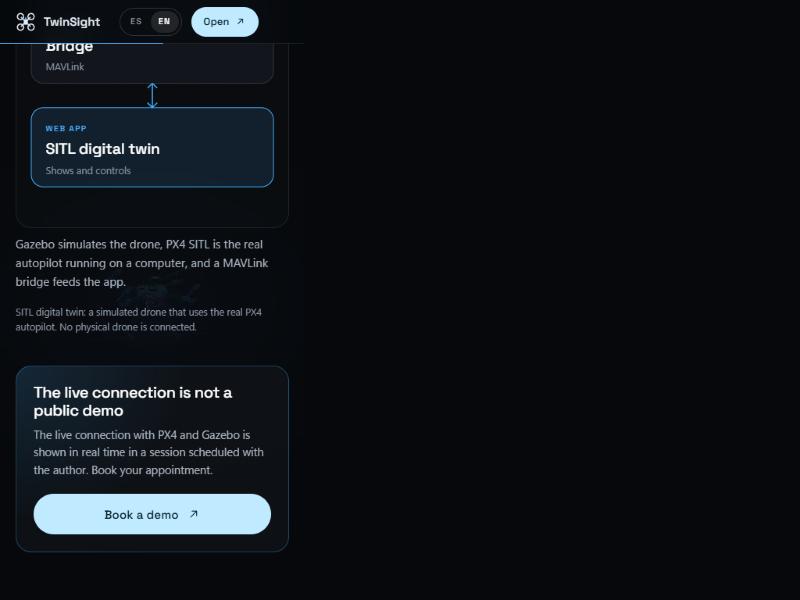 TwinSight
ES EN
Open
Bridge
MAVLink
WEB APP
SITL digital twin
Shows and controls
Gazebo simulates the drone, PX4 SITL is the real
autopilot running on a computer, and a MAVLink
bridge feeds the app.
SITL digital twin: a simulated drone that uses the real PX4
autopilot. No physical drone is connected.
The live connection is not a
public demo
The live connection with PX4 and Gazebo is
shown in real time in a session scheduled with
the author. Book your appointment.
Book a demo